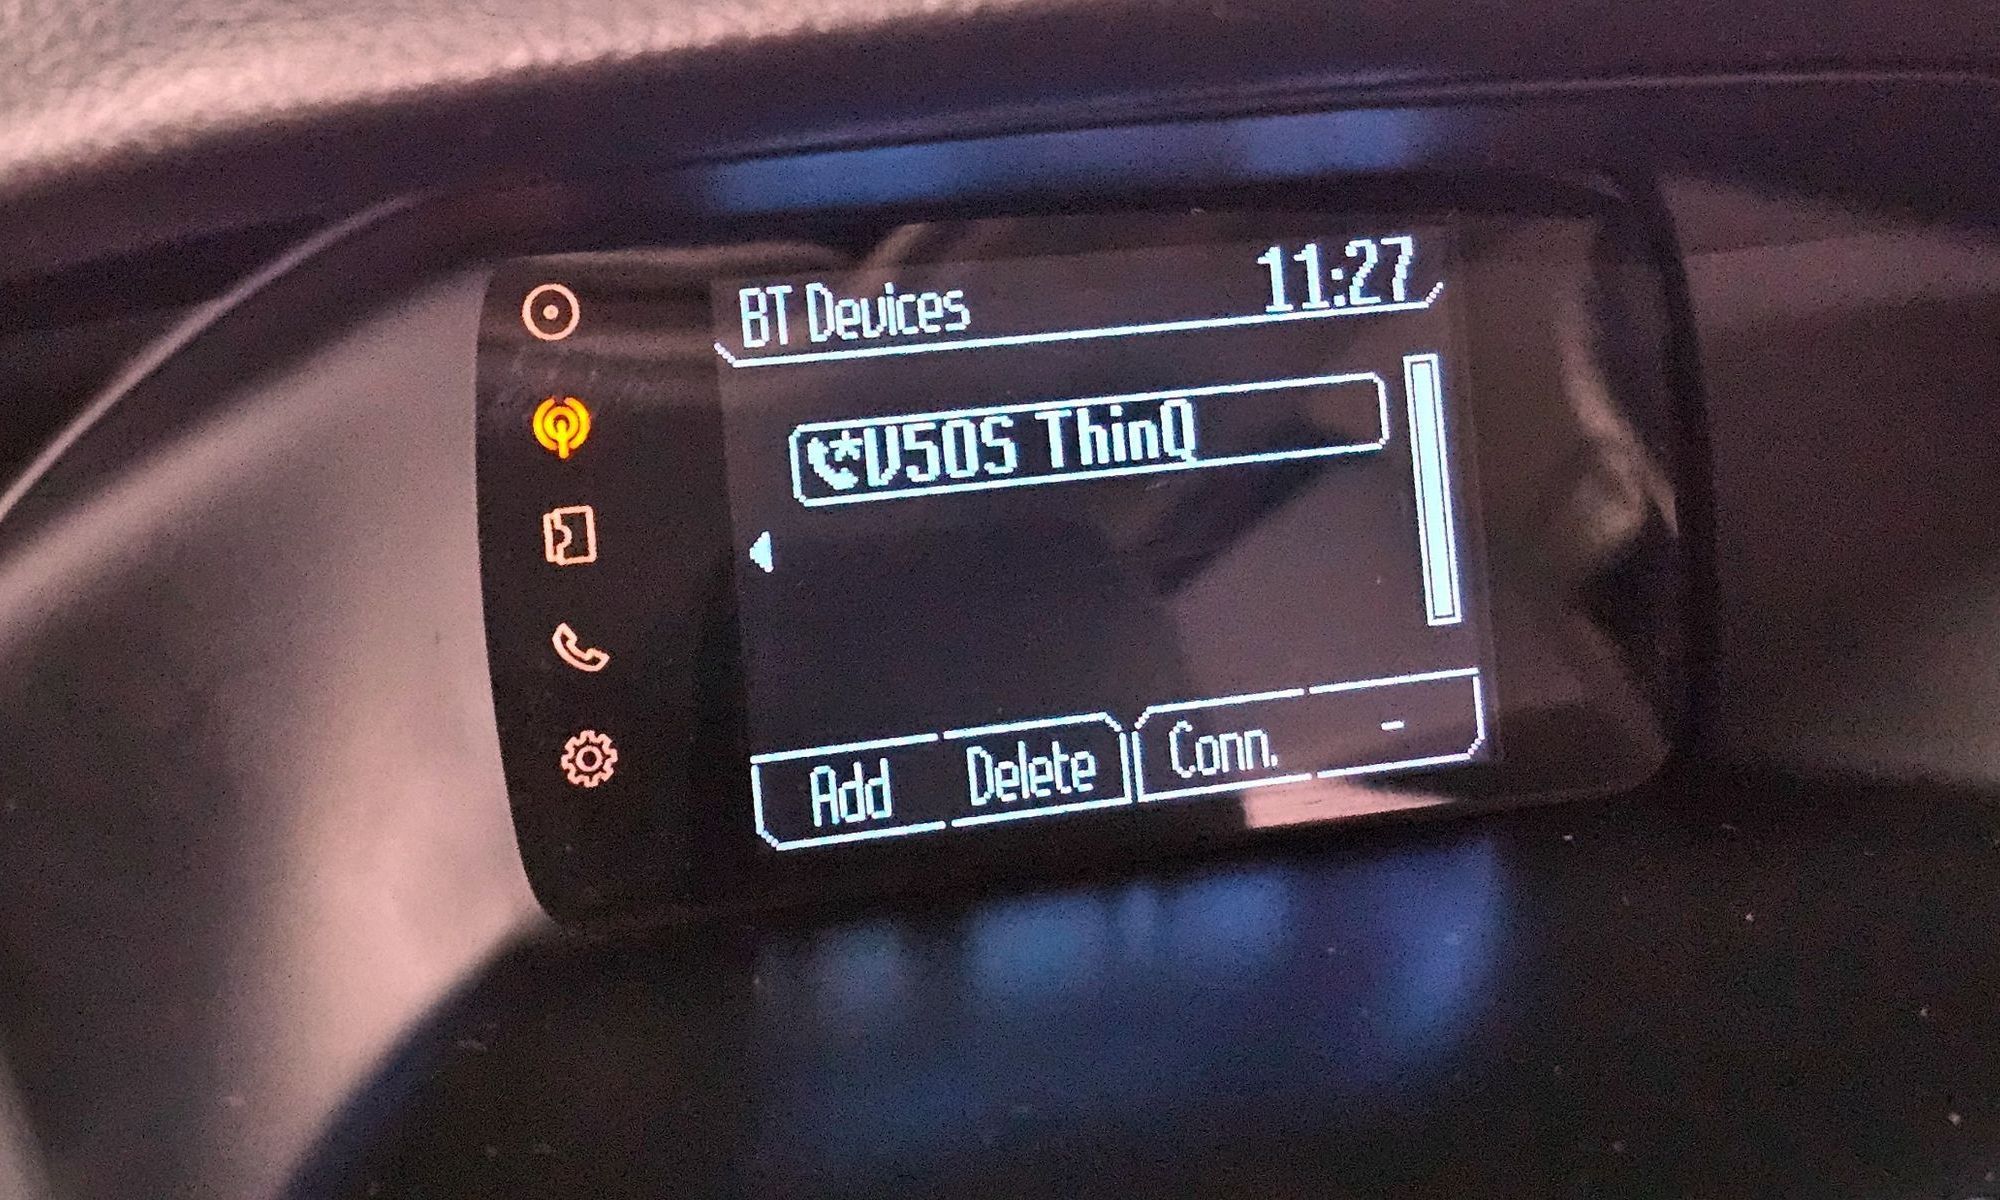 BT Devices 11:27
*V50S ThinQ
Add Delete Conn. -